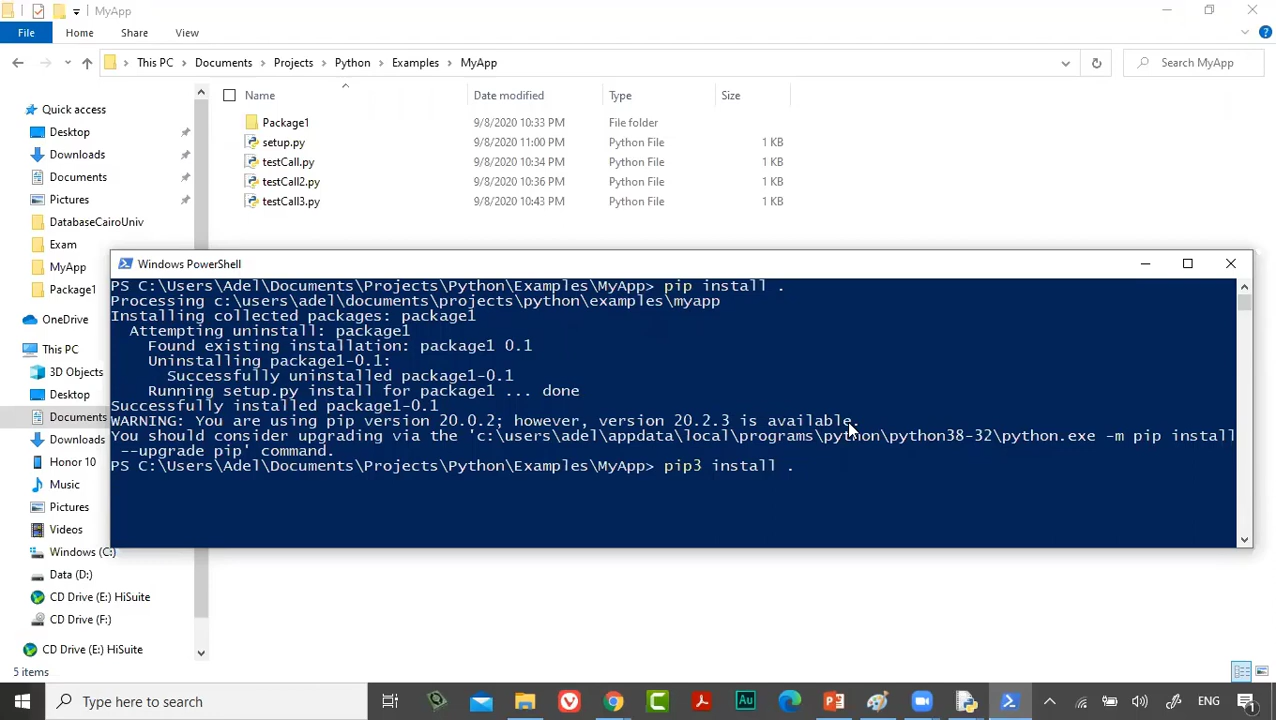 MyApp
File Home Share View
This PC Documents Projects Python Examples MyApp Search MyApp
Name Date modified Type Size
Package1 9/8/2020 10:33 PM File folder
setup.py 9/8/2020 11:00 PM Python File 1 KB
testCall.py 9/8/2020 10:34 PM Python File 1 KB
testCall2.py 9/8/2020 10:36 PM Python File 1 KB
testCall3.py 9/8/2020 10:43 PM Python File 1 KB
Quick access
Desktop
Downloads
Documents
Pictures
DatabaseCairoUniv
Exam
MyApp
Package1
OneDrive
This PC
3D Objects
Desktop
Documents
Downloads
Honor 10
Music
Pictures
Videos
Windows (C:)
Data (D:)
CD Drive (E:) HiSuite
CD Drive (F:)
CD Drive (E:) HiSuite
5 items
Windows PowerShell
PS C:\Users\Adel\Documents\Projects\Python\Examples\MyApp> pip install .
Processing c:\users\adel\documents\projects\python\examples\myapp
Installing collected packages: package1
Attempting uninstall: package1
Found existing installation: package1 0.1
Uninstalling package1-0.1:
Successfully uninstalled package1-0.1
Running setup.py install for package1 ... done
Successfully installed package1-0.1
WARNING: You are using pip version 20.0.2; however, version 20.2.3 is available.
You should consider upgrading via the 'c:\users\adel\appdata\local\programs\python\python38-32\python.exe -m pip install
--upgrade pip' command.
PS C:\Users\Adel\Documents\Projects\Python\Examples\MyApp> pip3 install .
Type here to search
ENG